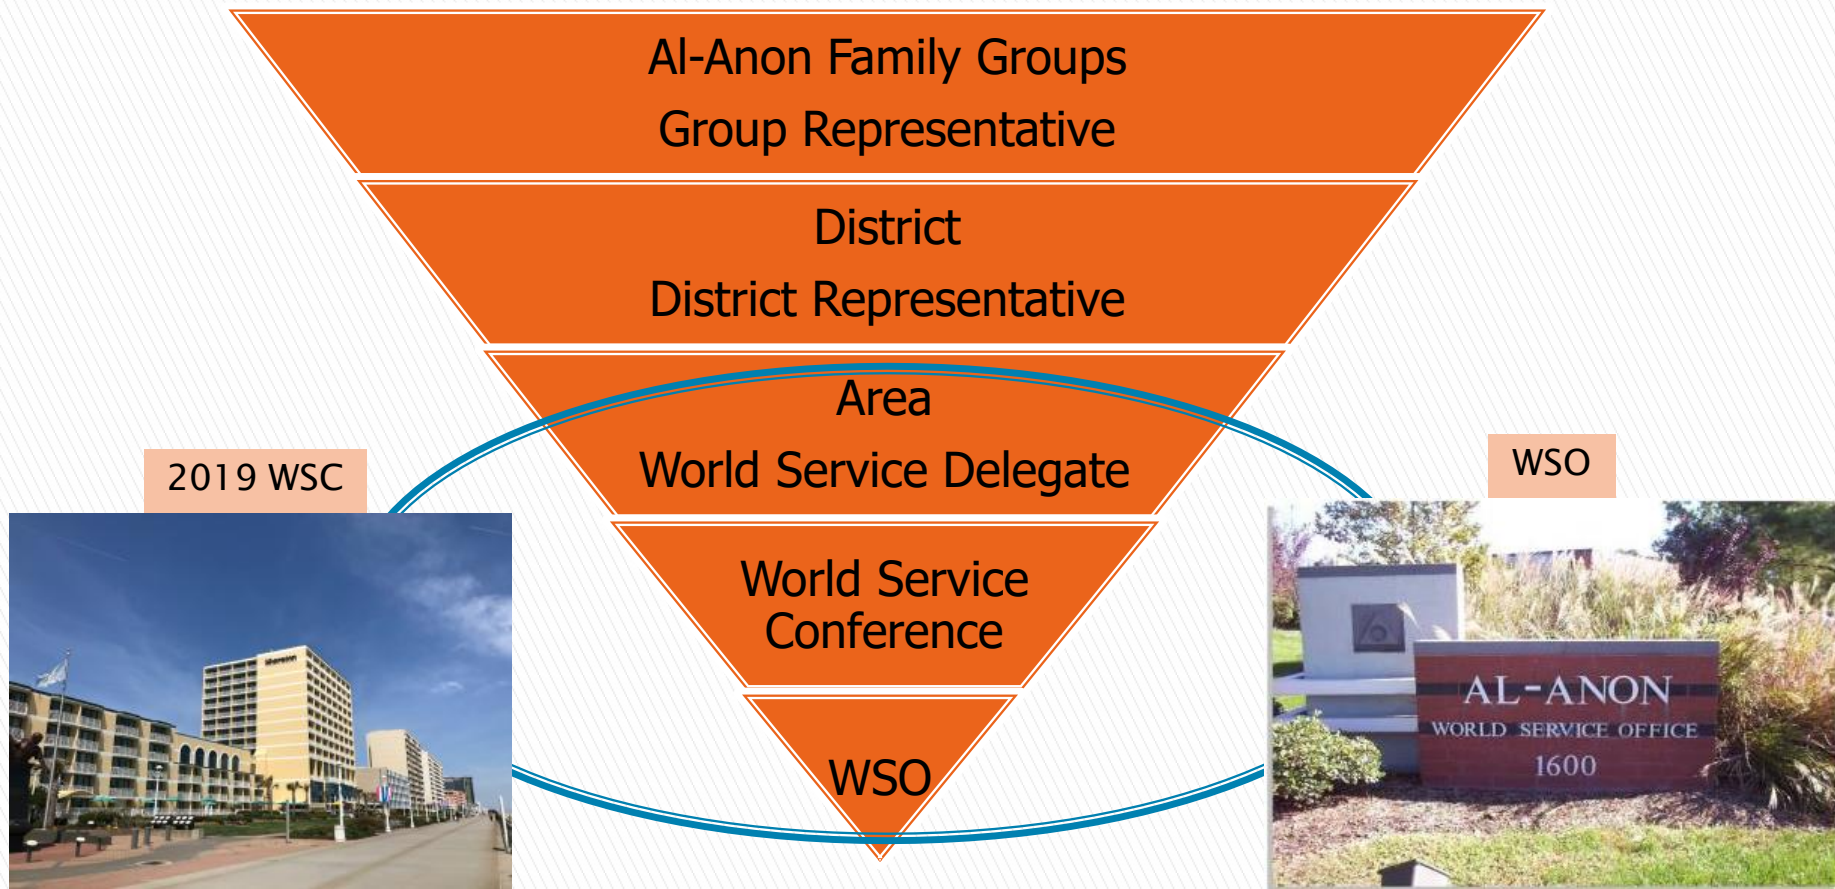 Al-Anon Family Groups
Group Representative
District
District Representative
Area
World Service Delegate
World Service
Conference
WSO
2019 WSC
Sheraton
WSO
AL-ANON
WORLD SERVICE OFFICE
1600